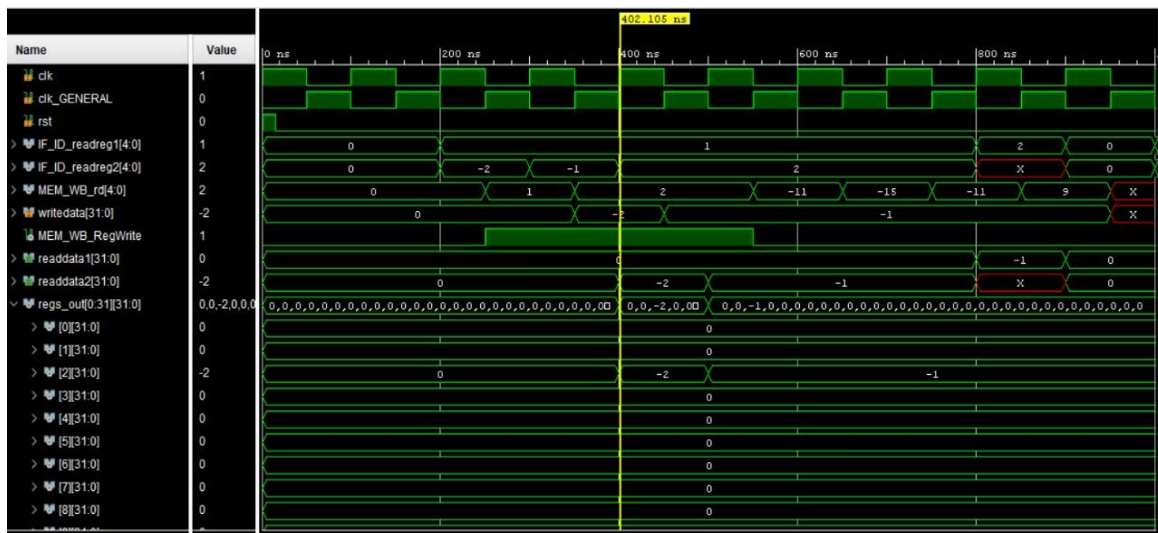 402.105 ns
Name Value 0 ns 200 ns 400 ns 600 ns 800 ns
clk 1
clk_GENERAL 0
rst 0
IF_ID_readreg1[4:0] 1 0 1 2 0
IF_ID_readreg2[4:0] 2 0 -2 -1 2 X 0
MEM_WB_rd[4:0] 2 0 1 2 -11 -15 -11 9 X
writedata[31:0] -2 0 -2 -1 X
MEM_WB_RegWrite 1
readdata1[31:0] 0 0 -1 0
readdata2[31:0] -2 0 -2 -1 X 0
regs_out[0:31][31:0] 0,0,-2,0,0,0 0,0,0,0,0,0,0,0,0,0,0,0,0,0,0,0,0,0,0,0,0,0,0,0,0 0,0,-2,0,0 0,0,-1,0,0,0,0,0,0,0,0,0,0,0,0,0,0,0,0,0,0,0,0,0,0,0,0,0,0,0,0,0
[0][31:0] 0 0
[1][31:0] 0 0
[2][31:0] -2 0 -2 -1
[3][31:0] 0 0
[4][31:0] 0 0
[5][31:0] 0 0
[6][31:0] 0 0
[7][31:0] 0 0
[8][31:0] 0 0